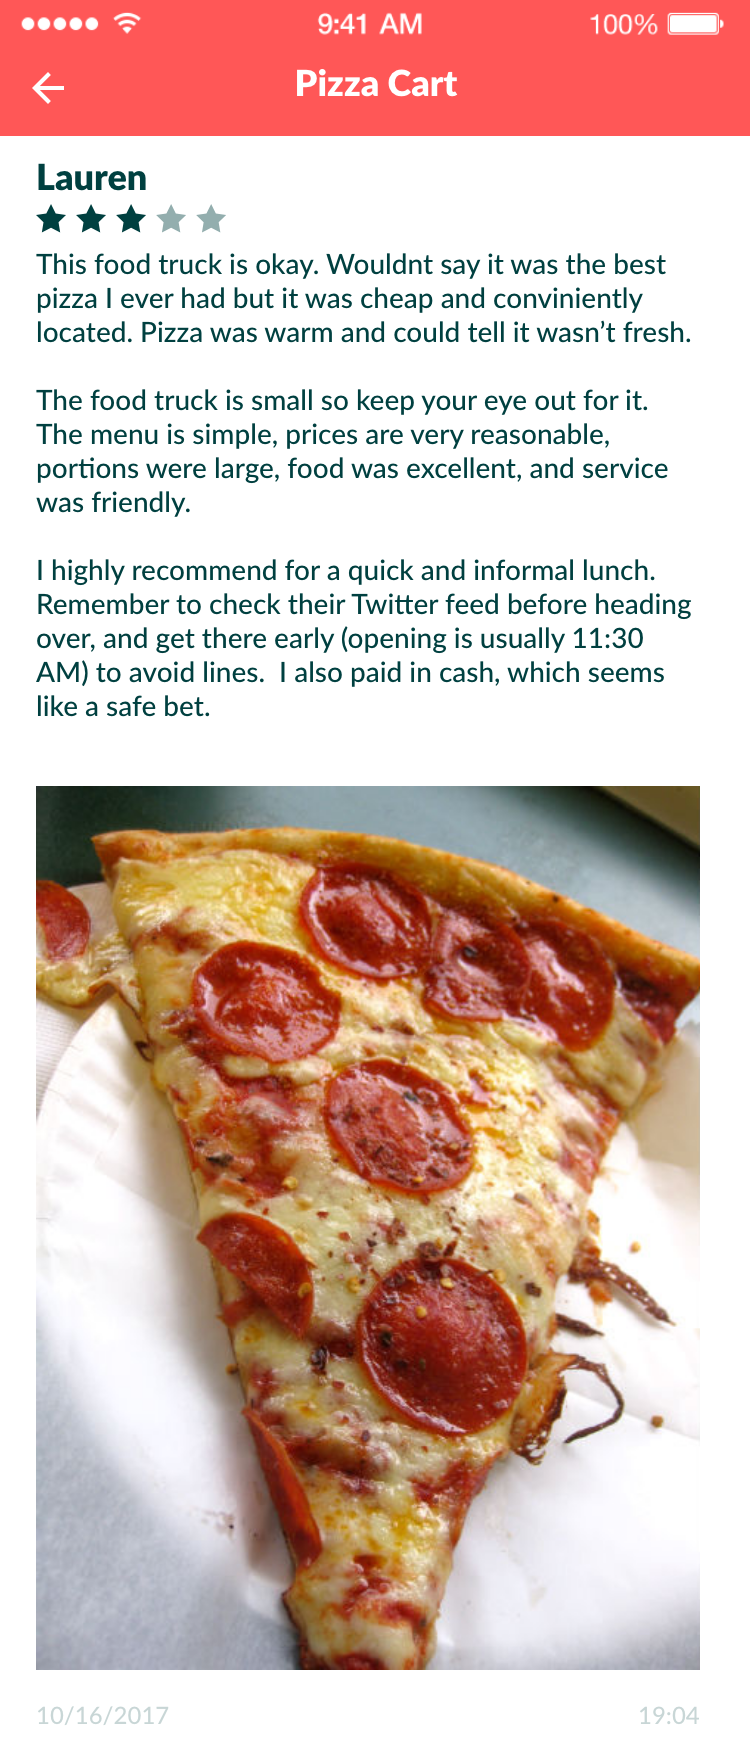 9:41 AM
100%
Pizza Cart
Lauren
This food truck is okay. Wouldnt say it was the best
pizza I ever had but it was cheap and conviniently
located. Pizza was warm and could tell it wasn’t fresh.
The food truck is small so keep your eye out for it.
The menu is simple, prices are very reasonable,
portions were large, food was excellent, and service
was friendly.
I highly recommend for a quick and informal lunch.
Remember to check their Twitter feed before heading
over, and get there early (opening is usually 11:30
AM) to avoid lines.  I also paid in cash, which seems
like a safe bet.
10/16/2017
19:04